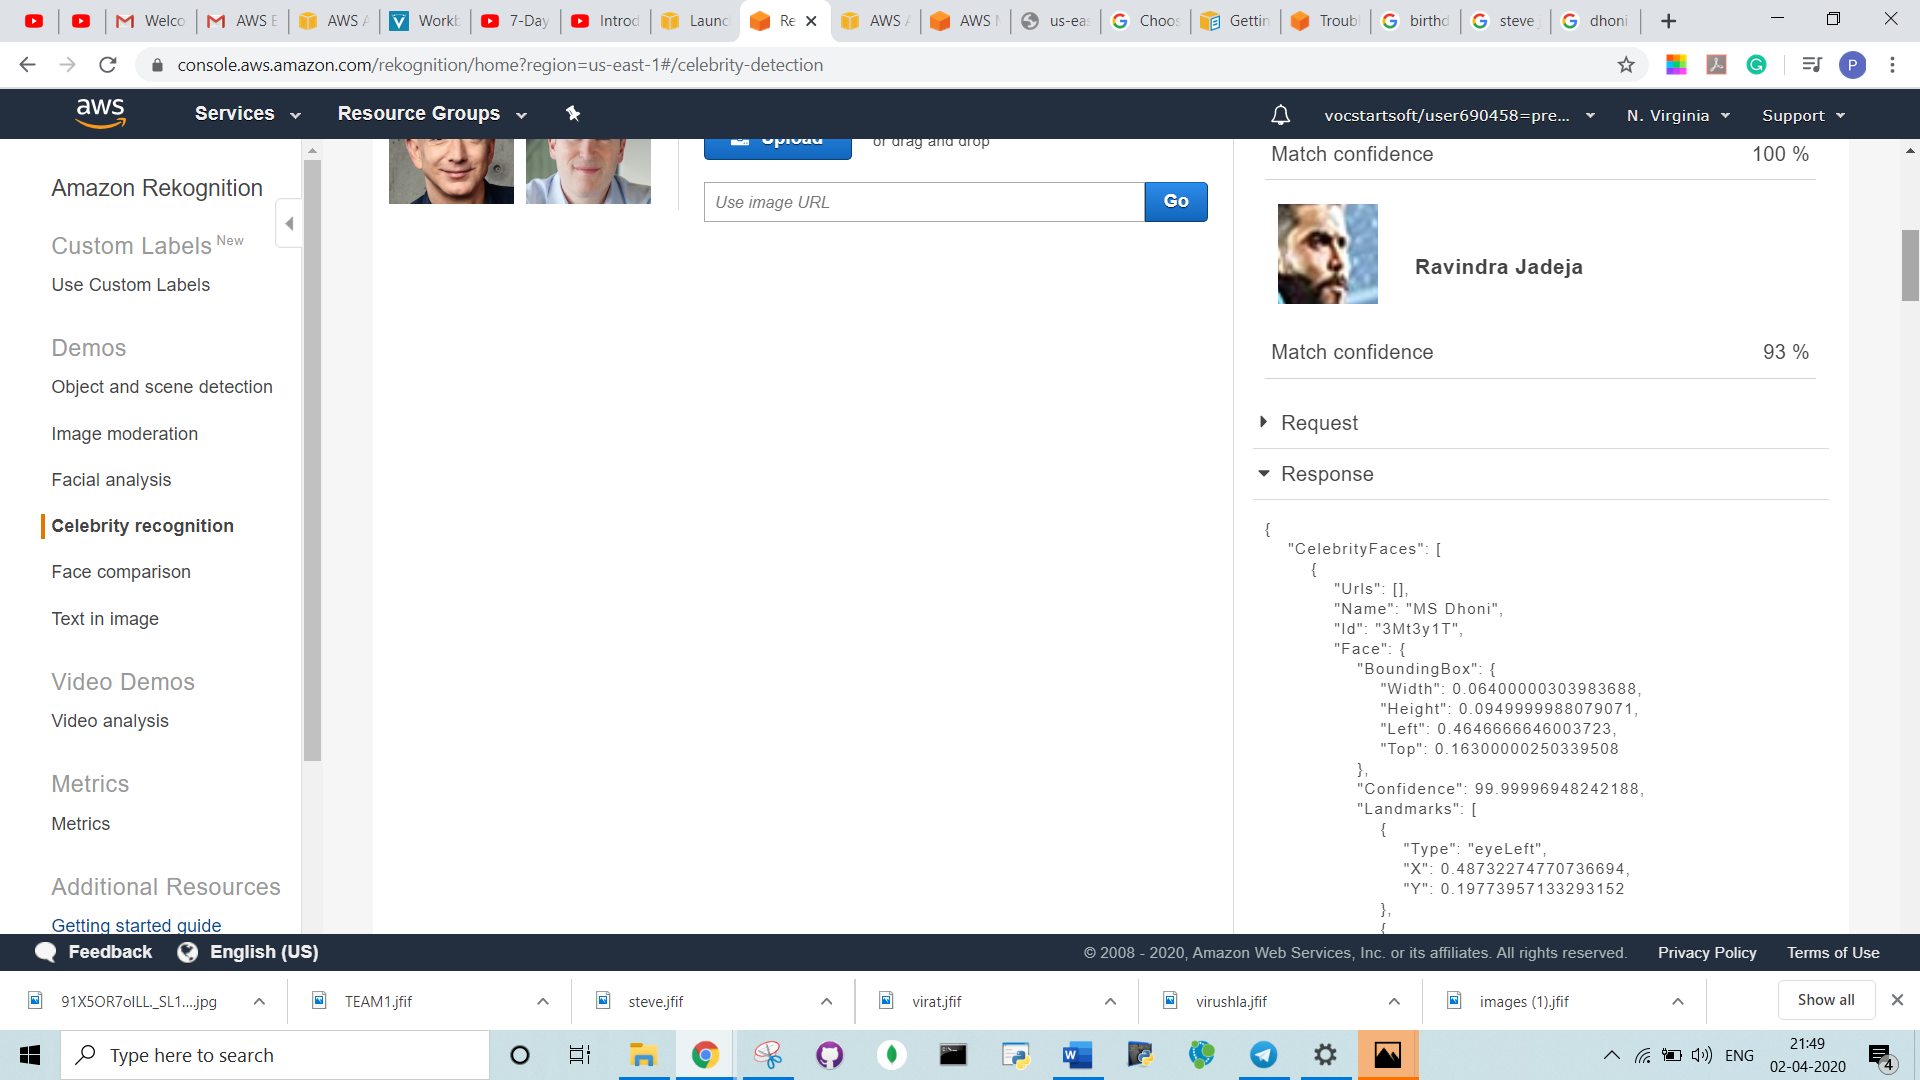 Welco
AWS E
AWS A
Workb
7-Day
Introd
Launc
Re
AWS A
AWS M
us-eas
Choos
Gettin
Troubl
birthd
steve j
dhoni
console.aws.amazon.com/rekognition/home?region=us-east-1#/celebrity-detection
P
aws
Services
Resource Groups
vocstartsoft/user690458=pre...
N. Virginia
Support
Amazon Rekognition
Custom Labels New
Use Custom Labels
Demos
Object and scene detection
Image moderation
Facial analysis
Celebrity recognition
Face comparison
Text in image
Video Demos
Video analysis
Metrics
Metrics
Additional Resources
Getting started guide
Upload
or drag and drop
Use image URL
Go
Match confidence 100 %
Ravindra Jadeja
Match confidence 93 %
Request
Response
{
"CelebrityFaces": [
{
"Urls": [],
"Name": "MS Dhoni",
"Id": "3Mt3y1T",
"Face": {
"BoundingBox": {
"Width": 0.06400000303983688,
"Height": 0.0949999988079071,
"Left": 0.4646666646003723,
"Top": 0.16300000250339508
},
"Confidence": 99.99996948242188,
"Landmarks": [
{
"Type": "eyeLeft",
"X": 0.48732274770736694,
"Y": 0.19773957133293152
},
{
Feedback
English (US)
© 2008 - 2020, Amazon Web Services, Inc. or its affiliates. All rights reserved.
Privacy Policy
Terms of Use
91X5OR7oILL._SL1....jpg
TEAM1.jfif
steve.jfif
virat.jfif
virushla.jfif
images (1).jfif
Show all
Type here to search
ENG
21:49
02-04-2020
4